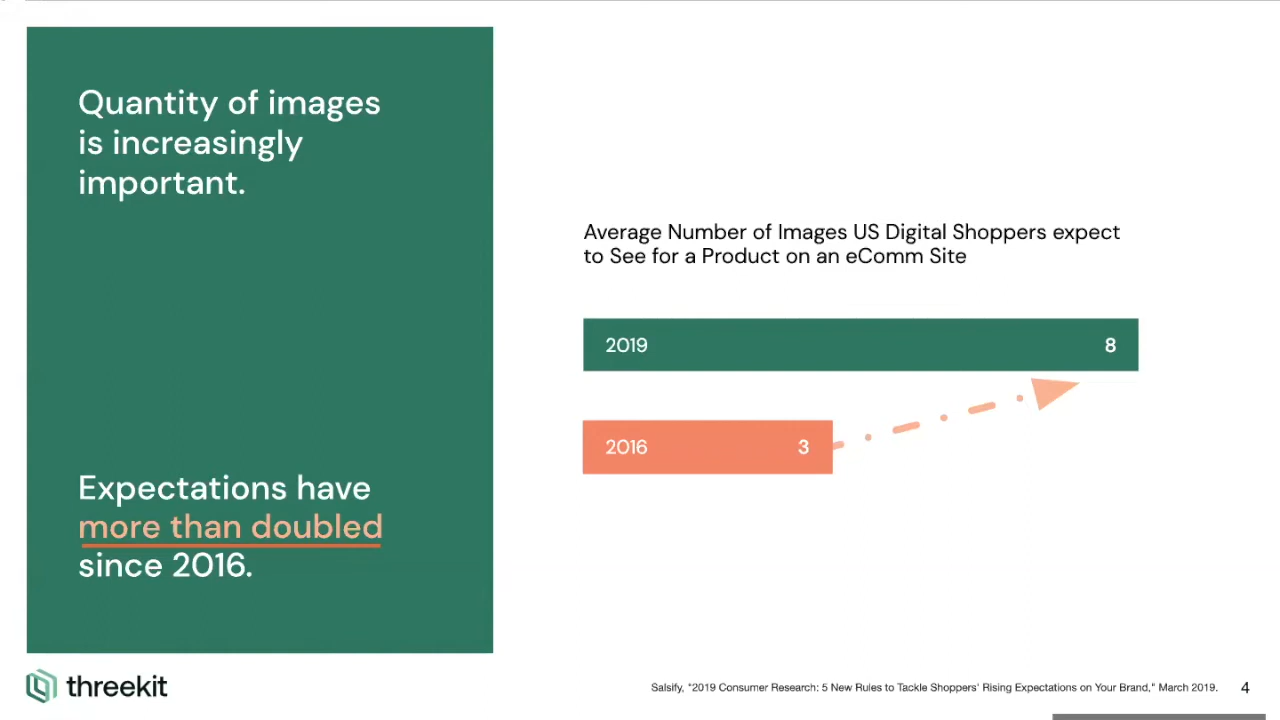 Quantity of images
is increasingly
important.
Expectations have
more than doubled
since 2016.
Average Number of Images US Digital Shoppers expect
to See for a Product on an eComm Site
2019 8
2016 3
threekit
Salsify, "2019 Consumer Research: 5 New Rules to Tackle Shoppers' Rising Expectations on Your Brand," March 2019.
4